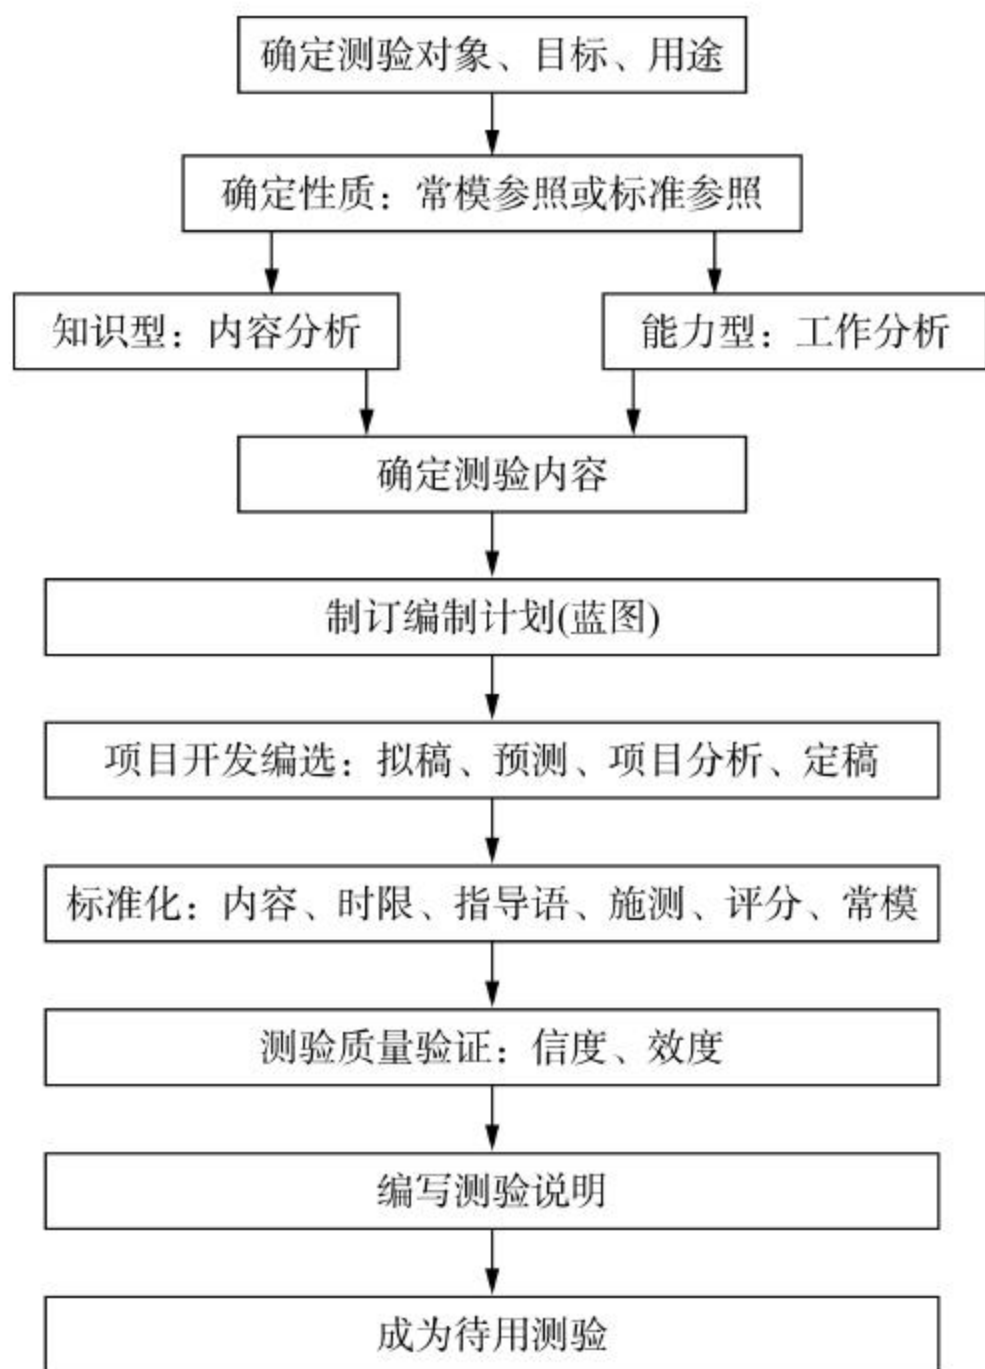 确定测验对象、目标、用途
确定性质：常模参照或标准参照
知识型：内容分析
能力型：工作分析
确定测验内容
制订编制计划(蓝图)
项目开发编选：拟稿、预测、项目分析、定稿
标准化：内容、时限、指导语、施测、评分、常模
测验质量验证：信度、效度
编写测验说明
成为待用测验